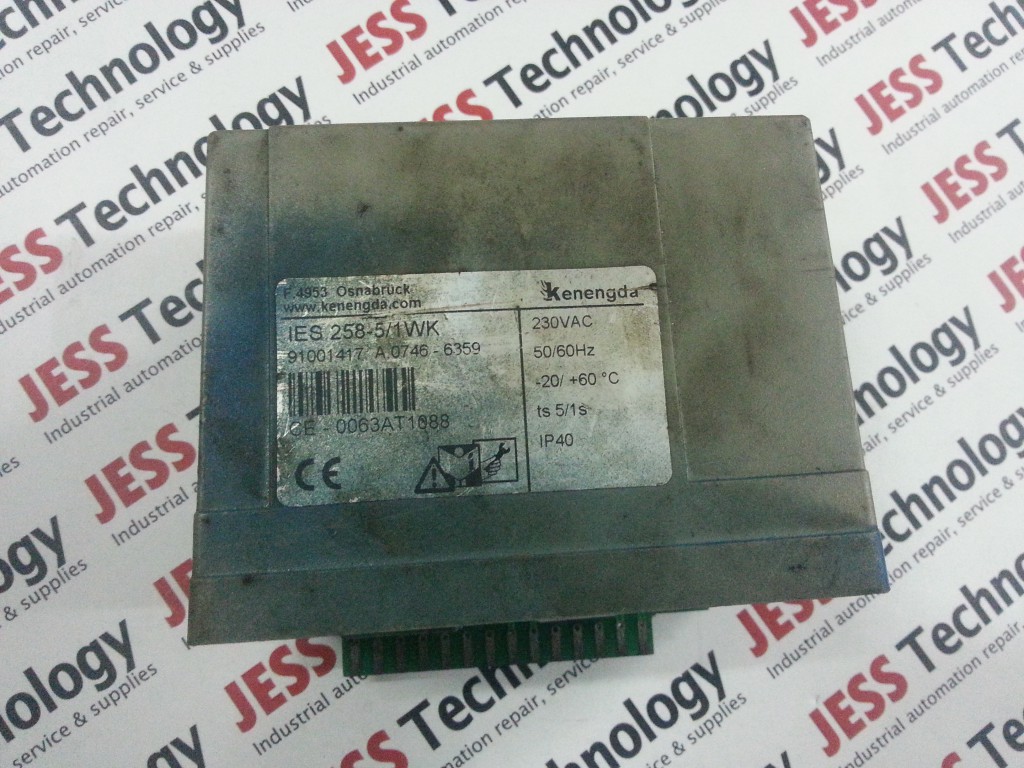 JESS Technology
Industrial automation repair, service & supplies
F.4953 Osnabrück
www.kenengda.com
Kenengda
IES 258-5/1WK
91001417 A.0746 - 6359
CE - 0063AT1088
CE
230VAC
50/60Hz
-20/ +60 °C
ts 5/1s
IP40